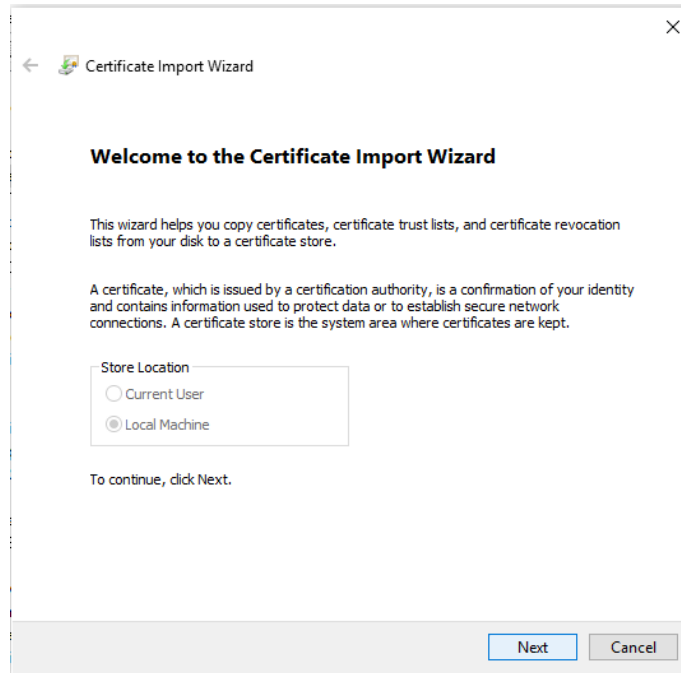 Certificate Import Wizard
Welcome to the Certificate Import Wizard
This wizard helps you copy certificates, certificate trust lists, and certificate revocation
lists from your disk to a certificate store.
A certificate, which is issued by a certification authority, is a confirmation of your identity
and contains information used to protect data or to establish secure network
connections. A certificate store is the system area where certificates are kept.
Store Location
Current User
Local Machine
To continue, click Next.
Next Cancel